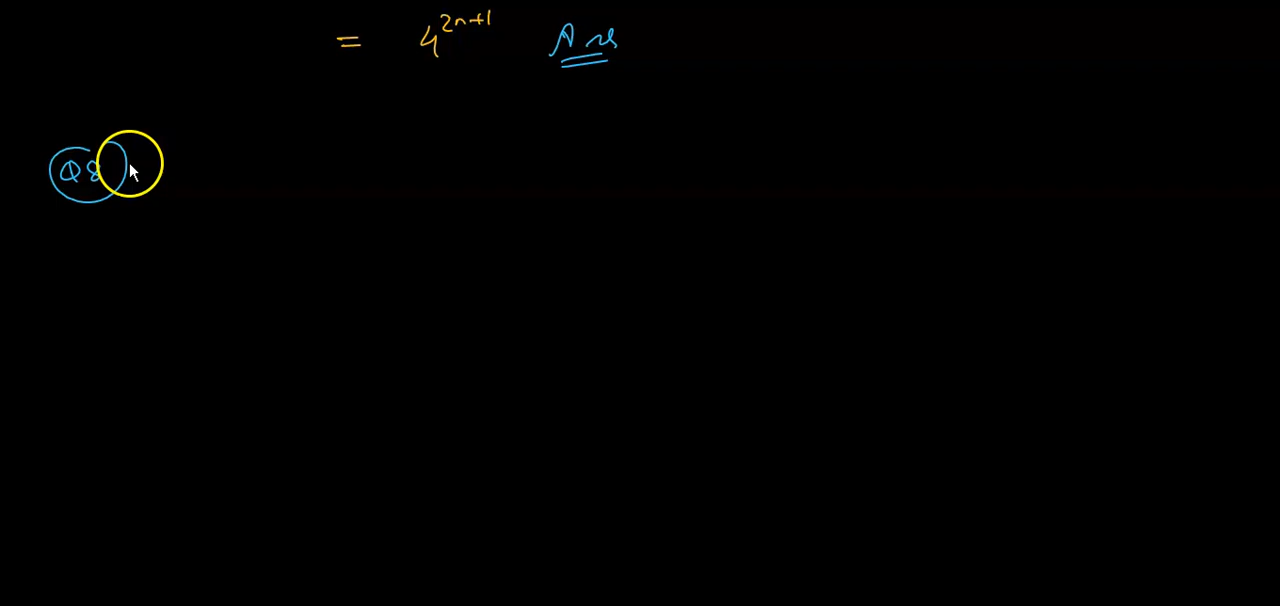 = 4^{2n+1} Ans
Q8